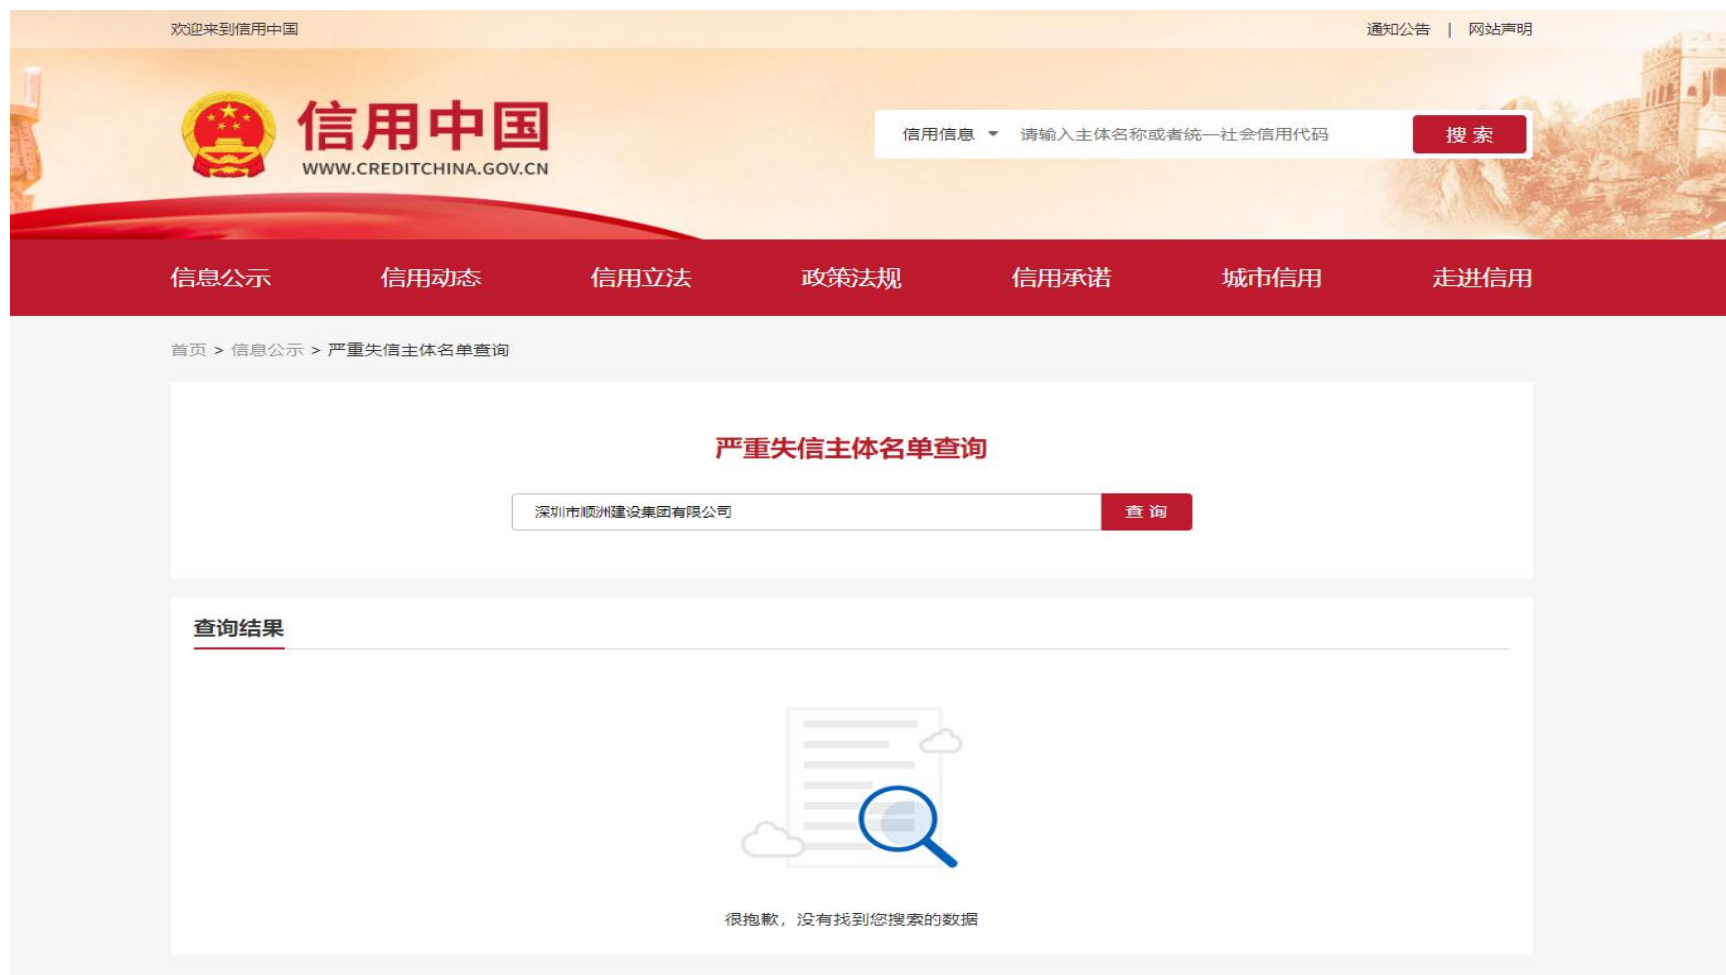 欢迎来到信用中国
通知公告 | 网站声明
信用中国
WWW.CREDITCHINA.GOV.CN
信用信息 请输入主体名称或者统一社会信用代码 搜索
信息公示 信用动态 信用立法 政策法规 信用承诺 城市信用 走进信用
首页 > 信息公示 > 严重失信主体名单查询
严重失信主体名单查询
深圳市顺洲建设集团有限公司 查询
查询结果
很抱歉，没有找到您搜索的数据